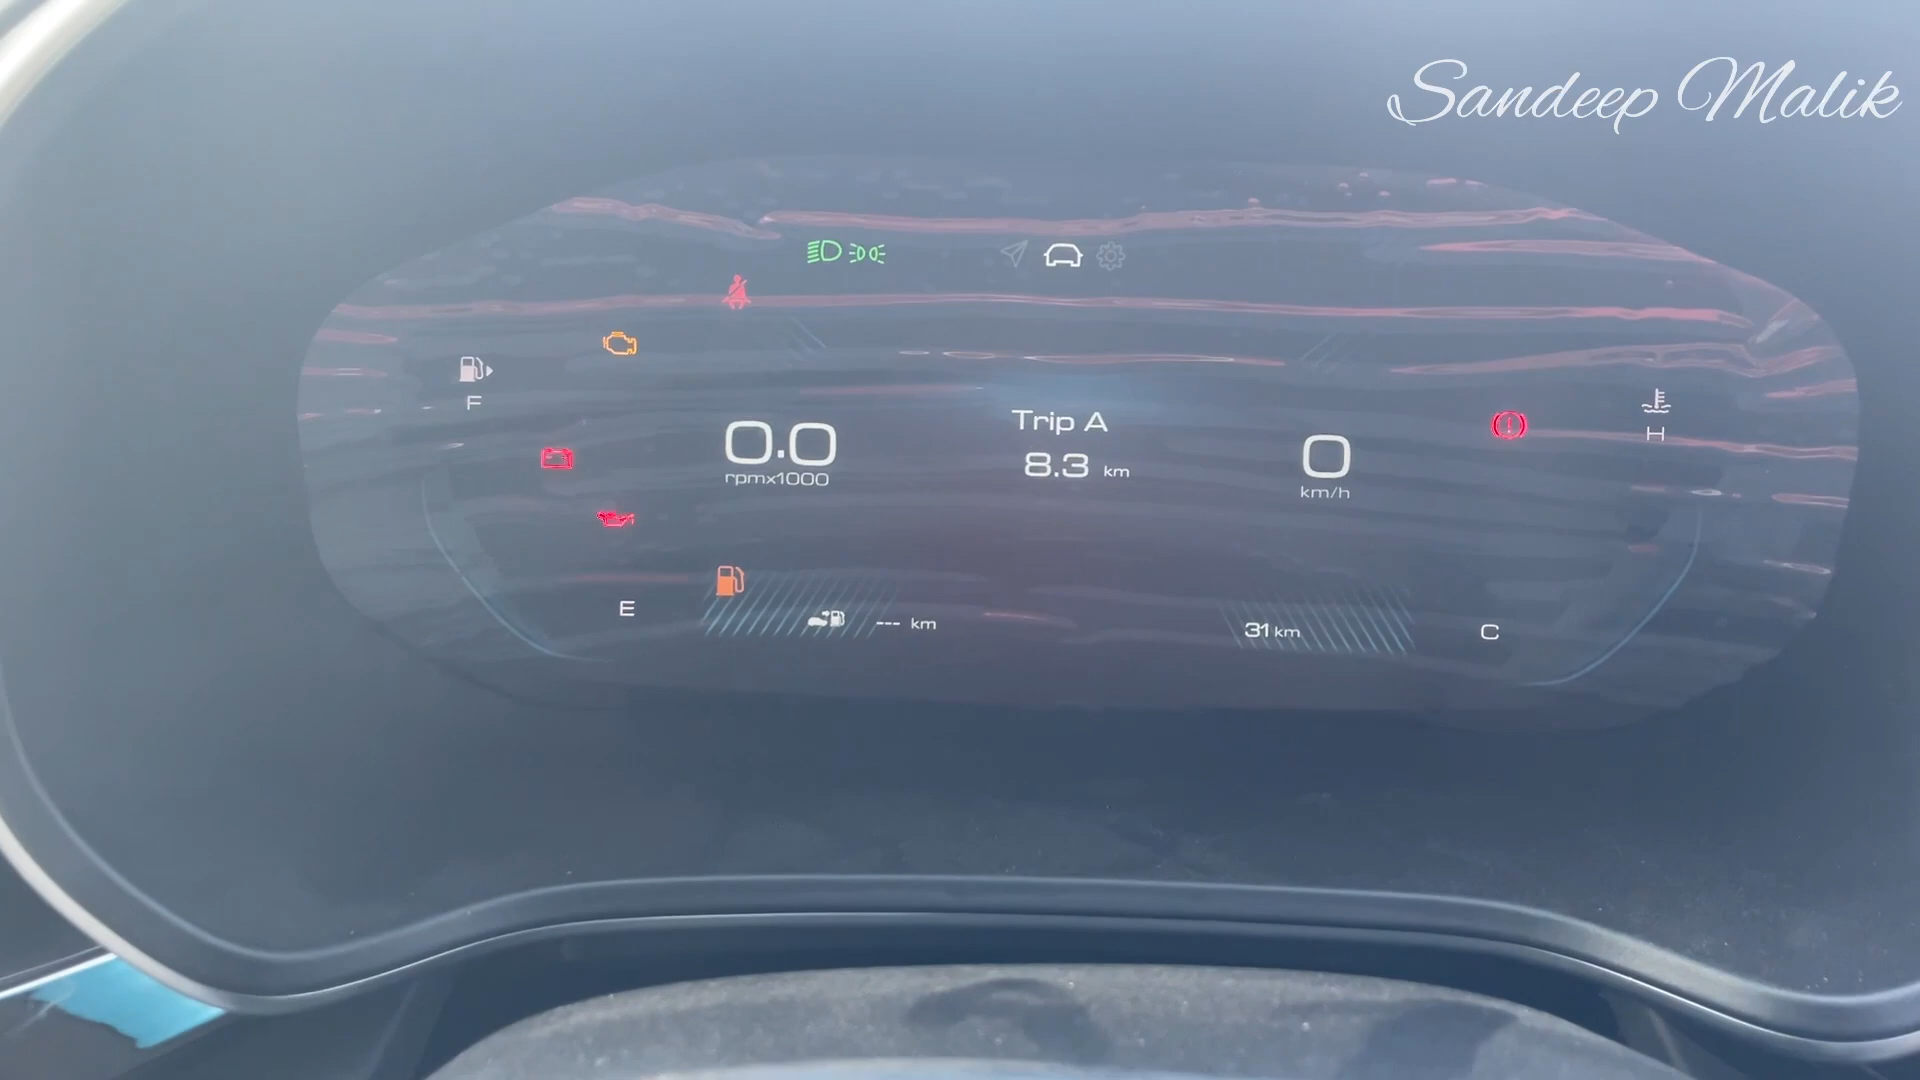 Sandeep Malik
F
H
0.0
rpmx1000
Trip A
8.3 km
0
km/h
E
--- km
31 km
C